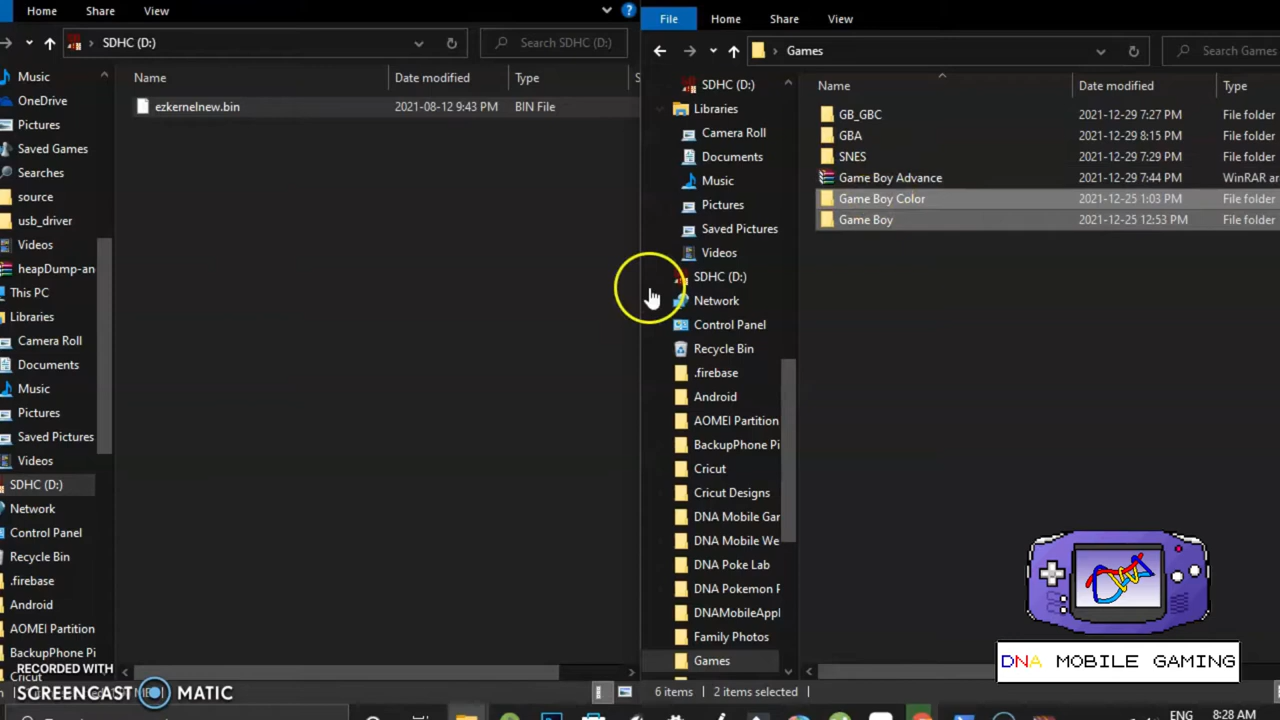 Home Share View
SDHC (D:) Search SDHC (D:)
Name Date modified Type S
ezkernelnew.bin 2021-08-12 9:43 PM BIN File
Music
OneDrive
Pictures
Saved Games
Searches
source
usb_driver
Videos
heapDump-an
This PC
Libraries
Camera Roll
Documents
Music
Pictures
Saved Pictures
Videos
SDHC (D:)
Network
Control Panel
Recycle Bin
.firebase
Android
AOMEI Partition
BackupPhone Pi
Cricut
RECORDED WITH
SCREENCAST MATIC
File Home Share View
Games Search Games
SDHC (D:)
Libraries
Camera Roll
Documents
Music
Pictures
Saved Pictures
Videos
SDHC (D:)
Network
Control Panel
Recycle Bin
.firebase
Android
AOMEI Partition
BackupPhone Pi
Cricut
Cricut Designs
DNA Mobile Gar
DNA Mobile We
DNA Poke Lab
DNA Pokemon F
DNAMobileAppl
Family Photos
Games
Name Date modified Type
GB_GBC 2021-12-29 7:27 PM File folder
GBA 2021-12-29 8:15 PM File folder
SNES 2021-12-29 7:29 PM File folder
Game Boy Advance 2021-12-29 7:44 PM WinRAR ar
Game Boy Color 2021-12-25 1:03 PM File folder
Game Boy 2021-12-25 12:53 PM File folder
DNA MOBILE GAMING
6 items 2 items selected
ENG 8:28 AM